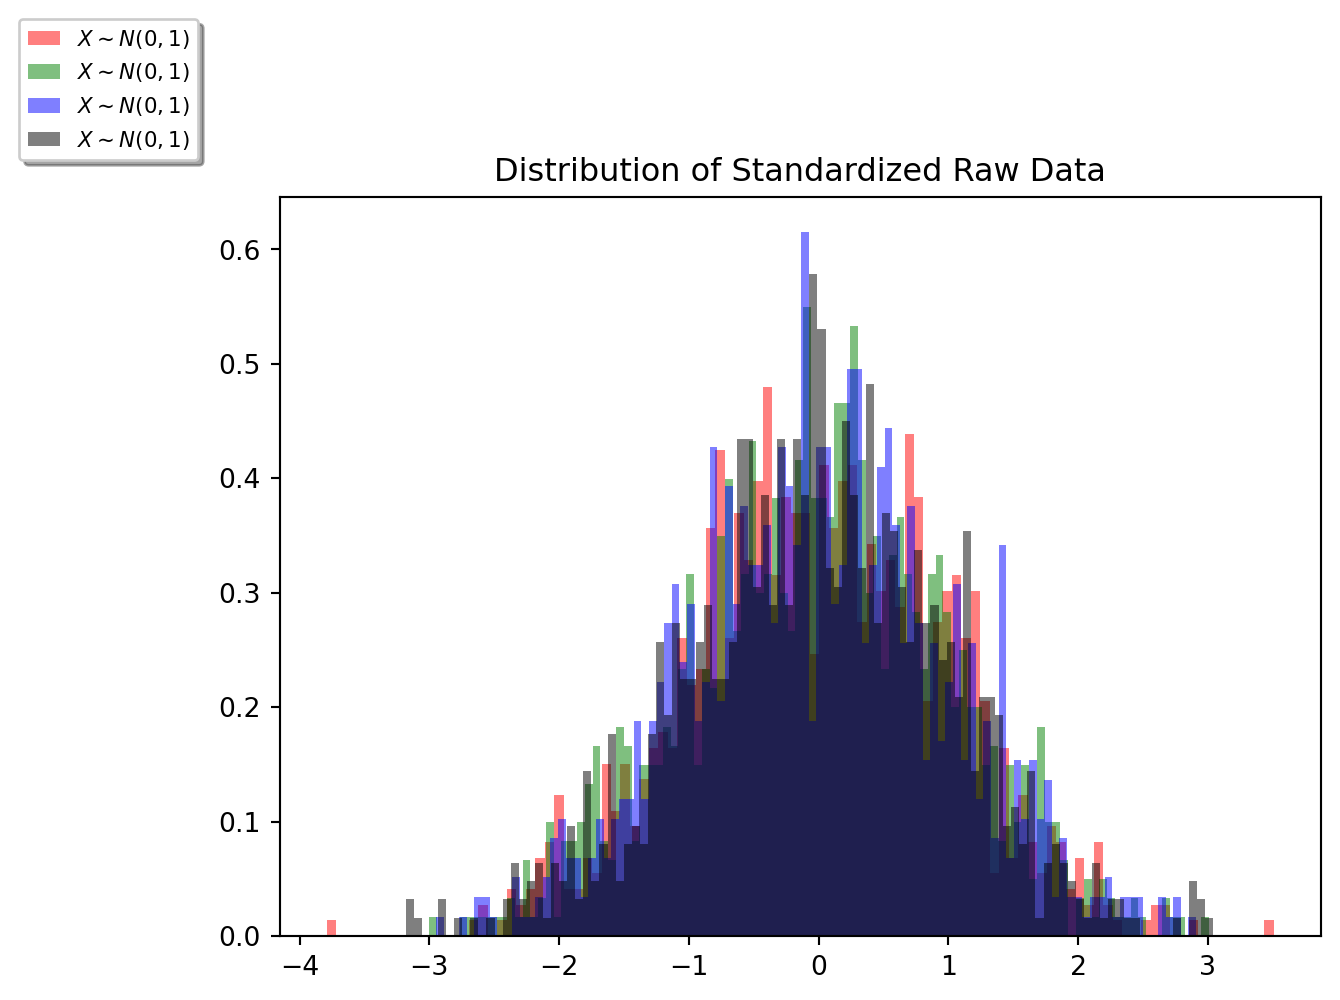 X ~ N(0, 1)
X ~ N(0, 1)
X ~ N(0, 1)
X ~ N(0, 1)
Distribution of Standardized Raw Data
0.6
0.5
0.4
0.3
0.2
0.1
0.0
−4 −3 −2 −1 0 1 2 3